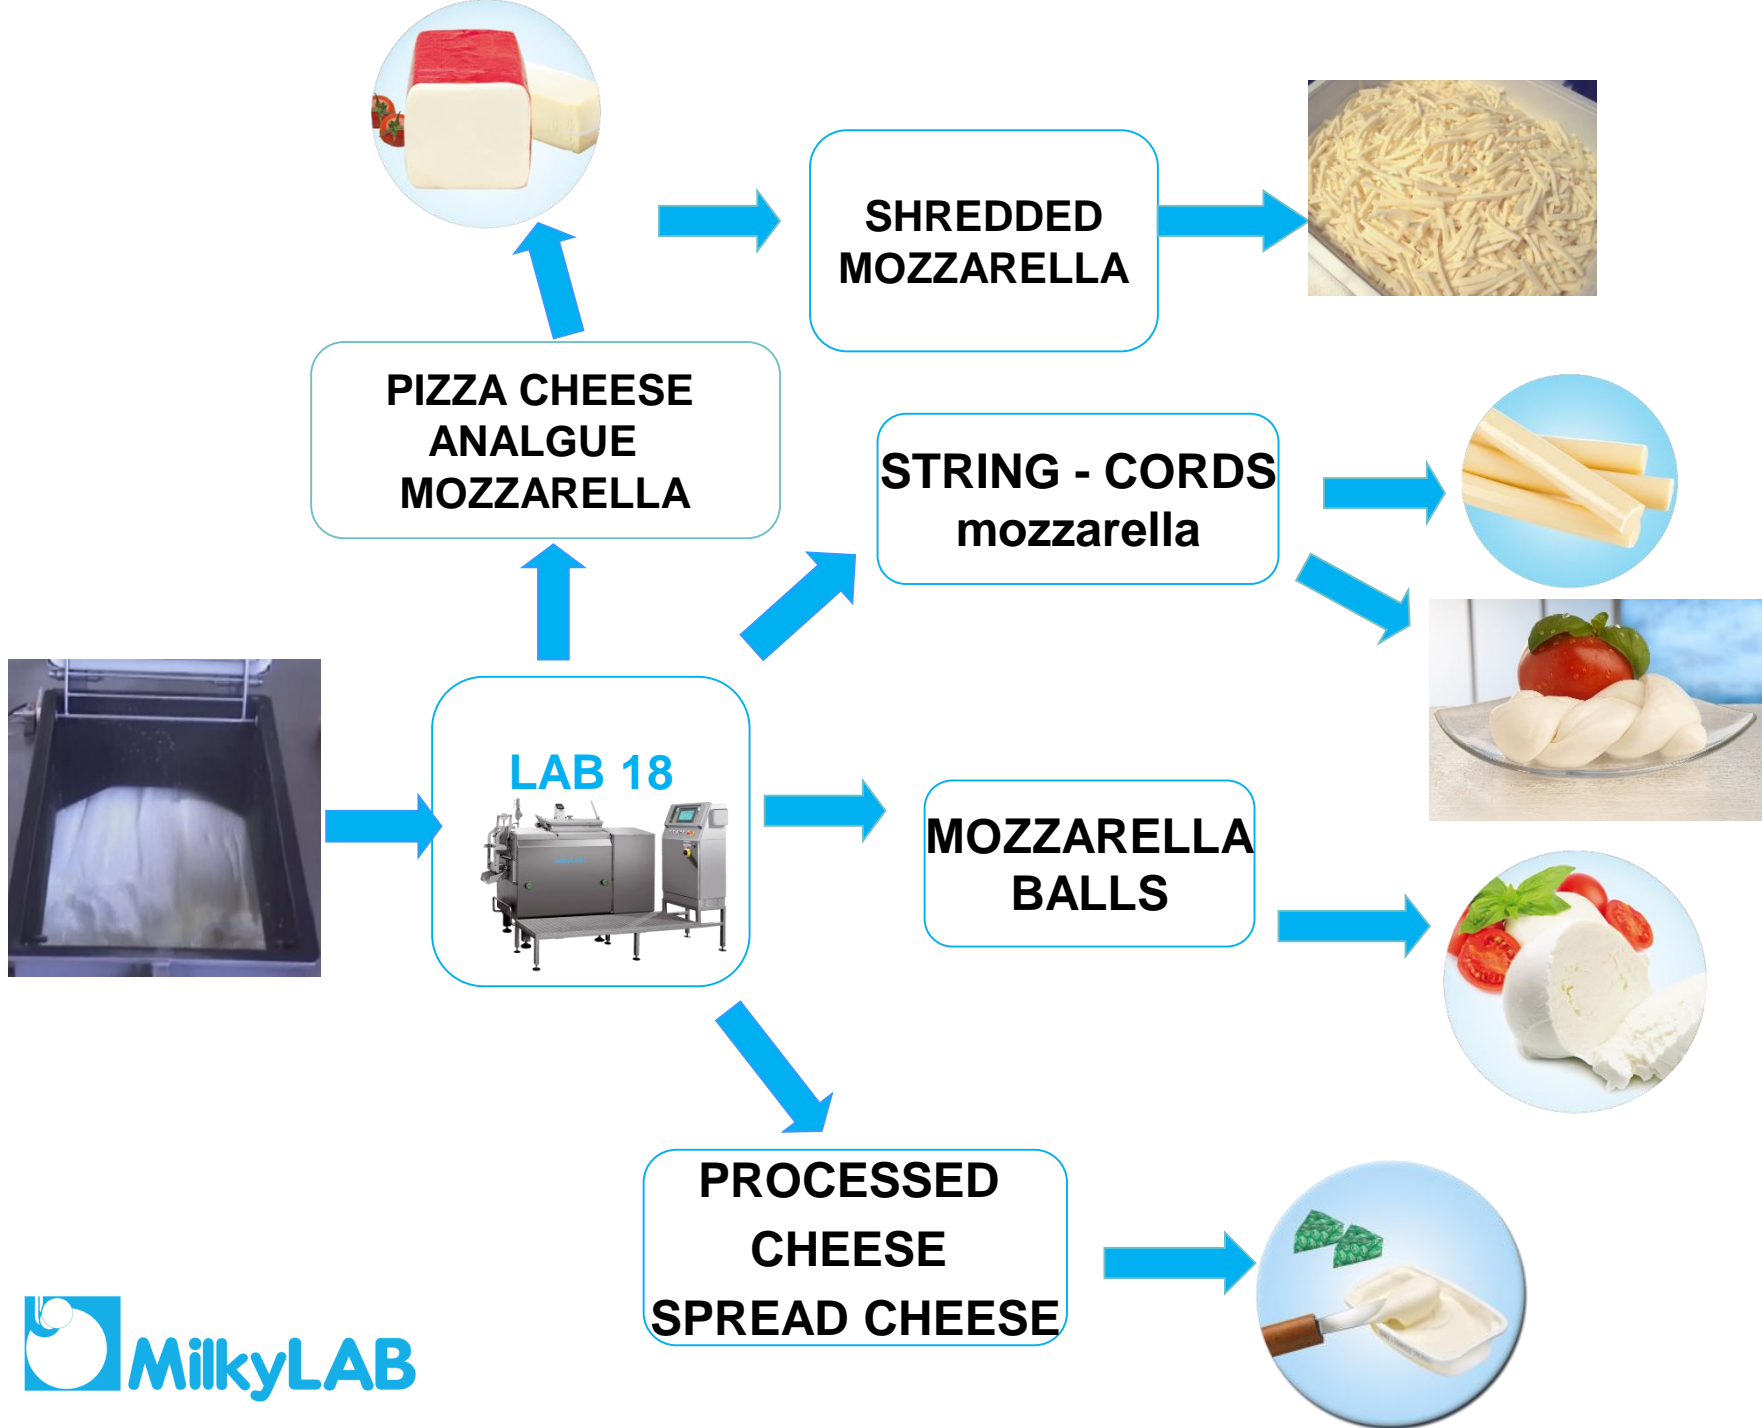 SHREDDED
MOZZARELLA
PIZZA CHEESE
ANALGUE
MOZZARELLA
STRING - CORDS
mozzarella
LAB 18
MOZZARELLA
BALLS
PROCESSED
CHEESE
SPREAD CHEESE
MilkyLAB